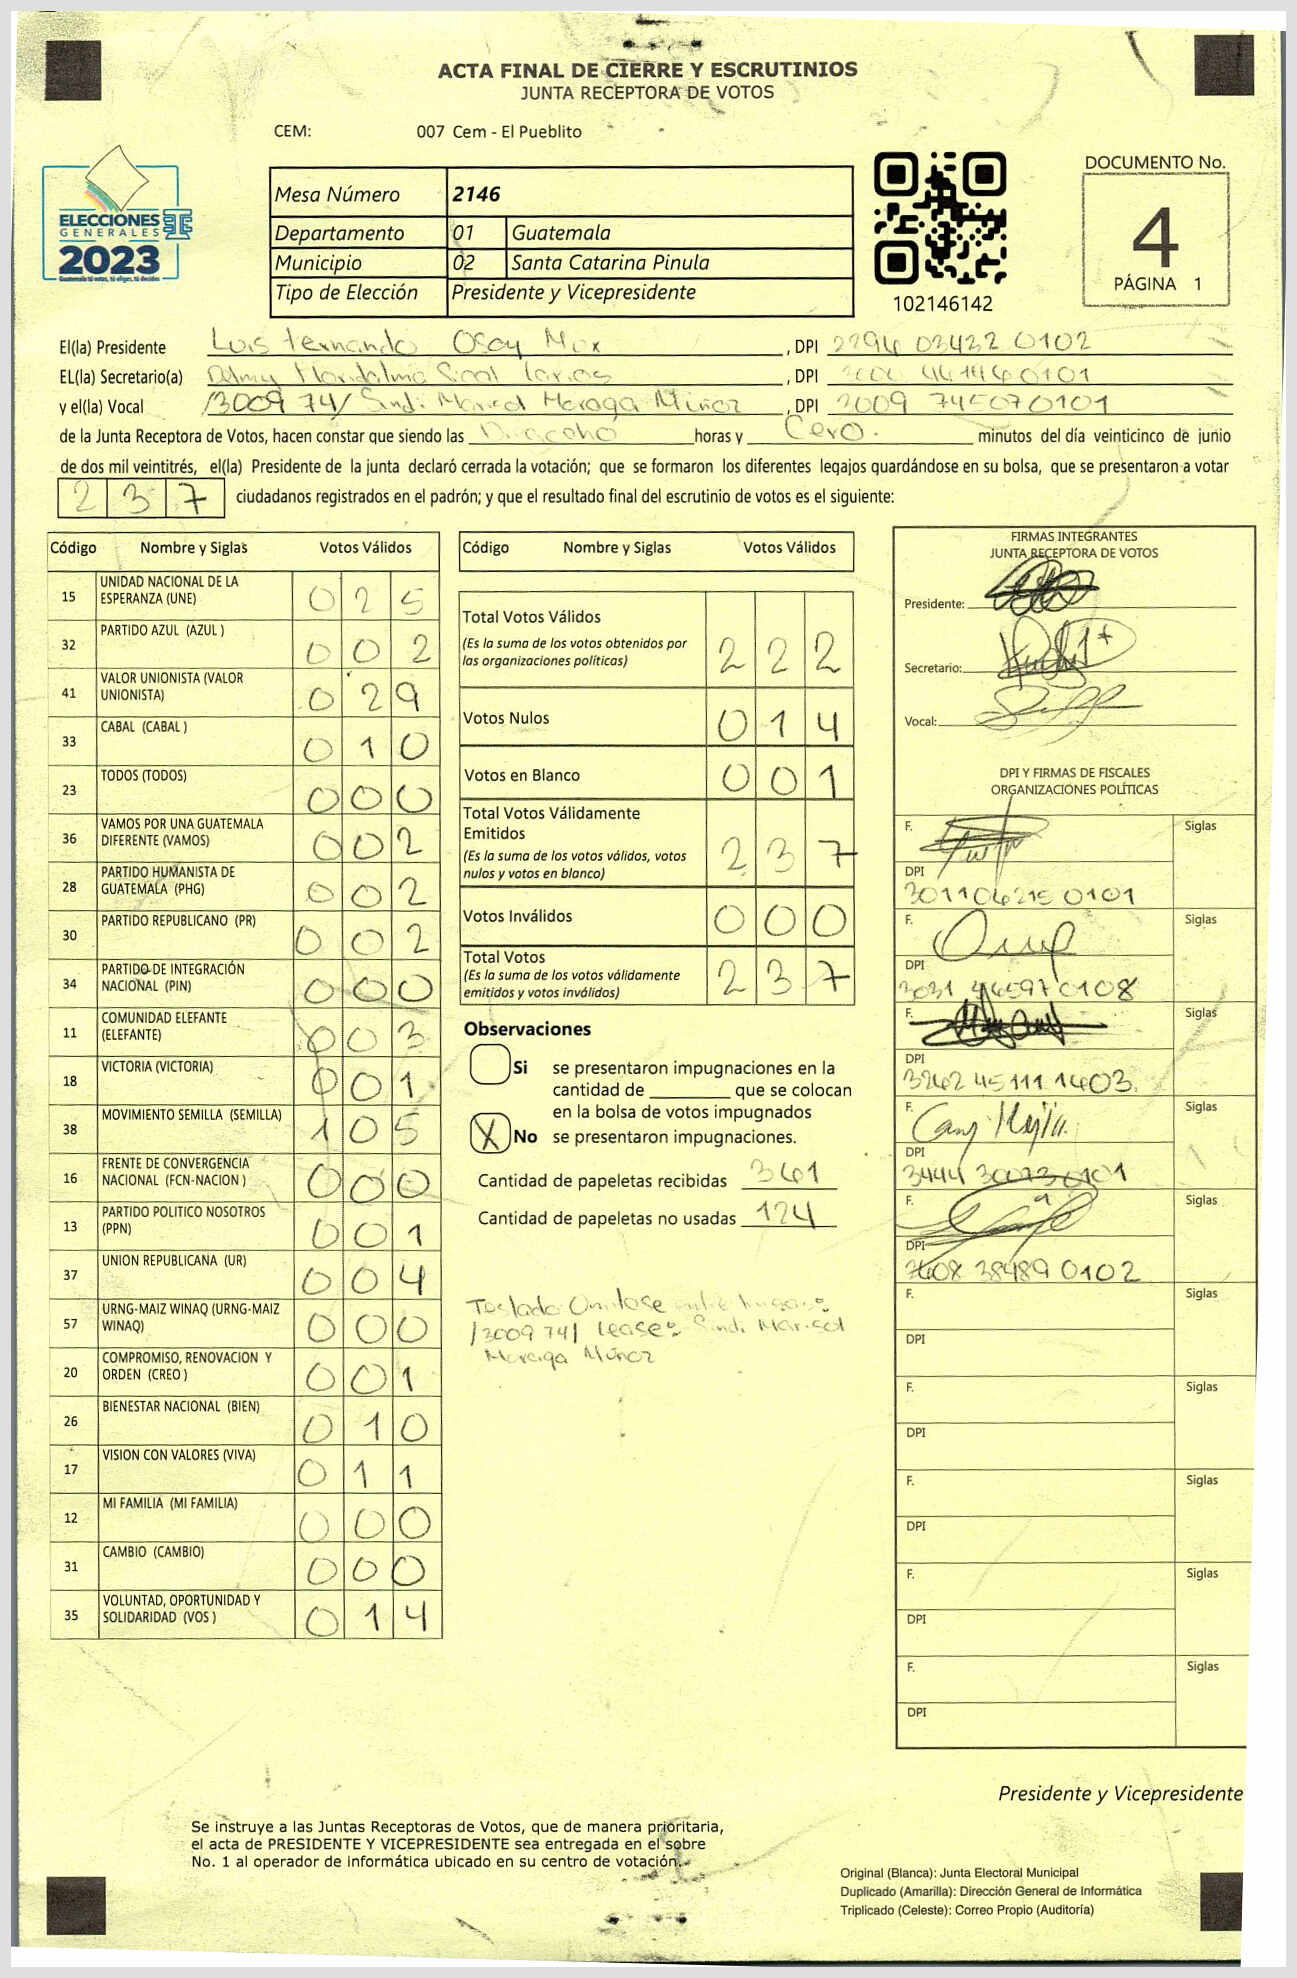 ACTA FINAL DE CIERRE Y ESCRUTINIOS
JUNTA RECEPTORA DE VOTOS
CEM: 007 Cem - El Pueblito
ELECCIONES
GENERALES
2023
Guatemala tú votas, tú eliges, tú decides
Mesa Número 2146
Departamento 01 Guatemala
Municipio 02 Santa Catarina Pinula
Tipo de Elección Presidente y Vicepresidente
102146142
DOCUMENTO No.
4
PÁGINA 1
El(la) Presidente Luis Fernando Osoy Mux, DPI 2294 03422 0102
EL(la) Secretario(a) , DPI 0101
y el(la) Vocal /3009 74/ Sindi Marisol Moraga Muñoz, DPI 3009 74507 0101
de la Junta Receptora de Votos, hacen constar que siendo las horas y Cero. minutos del día veinticinco de junio
de dos mil veintitrés, el(la) Presidente de la junta declaró cerrada la votación; que se formaron los diferentes legajos quardándose en su bolsa, que se presentaron a votar
2 3 7 ciudadanos registrados en el padrón; y que el resultado final del escrutinio de votos es el siguiente:
Código Nombre y Siglas Votos Válidos
15 UNIDAD NACIONAL DE LA ESPERANZA (UNE) 0 2 5
32 PARTIDO AZUL (AZUL ) 0 0 2
41 VALOR UNIONISTA (VALOR UNIONISTA) 0 2 9
33 CABAL (CABAL ) 0 1 0
23 TODOS (TODOS) 0 0 0
36 VAMOS POR UNA GUATEMALA DIFERENTE (VAMOS) 0 0 2
28 PARTIDO HUMANISTA DE GUATEMALA (PHG) 0 0 2
30 PARTIDO REPUBLICANO (PR) 0 0 2
34 PARTIDO DE INTEGRACIÓN NACIONAL (PIN) 0 0 0
11 COMUNIDAD ELEFANTE (ELEFANTE) 0 0 3
18 VICTORIA (VICTORIA) 0 0 1
38 MOVIMIENTO SEMILLA (SEMILLA) 1 0 5
16 FRENTE DE CONVERGENCIA NACIONAL (FCN-NACION ) 0 0 0
13 PARTIDO POLITICO NOSOTROS (PPN) 0 0 1
37 UNION REPUBLICANA (UR) 0 0 4
57 URNG-MAIZ WINAQ (URNG-MAIZ WINAQ) 0 0 0
20 COMPROMISO, RENOVACION Y ORDEN (CREO ) 0 0 1
26 BIENESTAR NACIONAL (BIEN) 0 1 0
17 VISION CON VALORES (VIVA) 0 1 1
12 MI FAMILIA (MI FAMILIA) 0 0 0
31 CAMBIO (CAMBIO) 0 0 0
35 VOLUNTAD, OPORTUNIDAD Y SOLIDARIDAD (VOS ) 0 1 4
Código Nombre y Siglas Votos Válidos
Total Votos Válidos 2 2 2
(Es la suma de los votos obtenidos por
las organizaciones políticas)
Votos Nulos 0 1 4
Votos en Blanco 0 0 1
Total Votos Válidamente
Emitidos 2 3 7
(Es la suma de los votos válidos, votos
nulos y votos en blanco)
Votos Inválidos 0 0 0
Total Votos 2 3 7
(Es la suma de los votos válidamente
emitidos y votos inválidos)
Observaciones
Si se presentaron impugnaciones en la
cantidad de ________ que se colocan
en la bolsa de votos impugnados
X No se presentaron impugnaciones.
Cantidad de papeletas recibidas 361
Cantidad de papeletas no usadas 124
Testado Omitase
/3009 74/ Lease: Sindi Marisol
Moraga Muñoz
FIRMAS INTEGRANTES
JUNTA RECEPTORA DE VOTOS
Presidente:
Secretario:
Vocal:
DPI Y FIRMAS DE FISCALES
ORGANIZACIONES POLÍTICAS
F. Siglas
DPI
3011 06215 0101
F. Siglas
DPI
3031 46597 0108
F. Siglas
DPI
3262 45111 1403
F. Siglas
DPI
3444 30073 0101
F. Siglas
DPI
38489 0102
F. Siglas
DPI
F. Siglas
DPI
F. Siglas
DPI
F. Siglas
DPI
F. Siglas
DPI
Presidente y Vicepresidente
Se instruye a las Juntas Receptoras de Votos, que de manera prioritaria,
el acta de PRESIDENTE Y VICEPRESIDENTE sea entregada en el sobre
No. 1 al operador de informática ubicado en su centro de votación.
Original (Blanca): Junta Electoral Municipal
Duplicado (Amarilla): Dirección General de Informática
Triplicado (Celeste): Correo Propio (Auditoría)